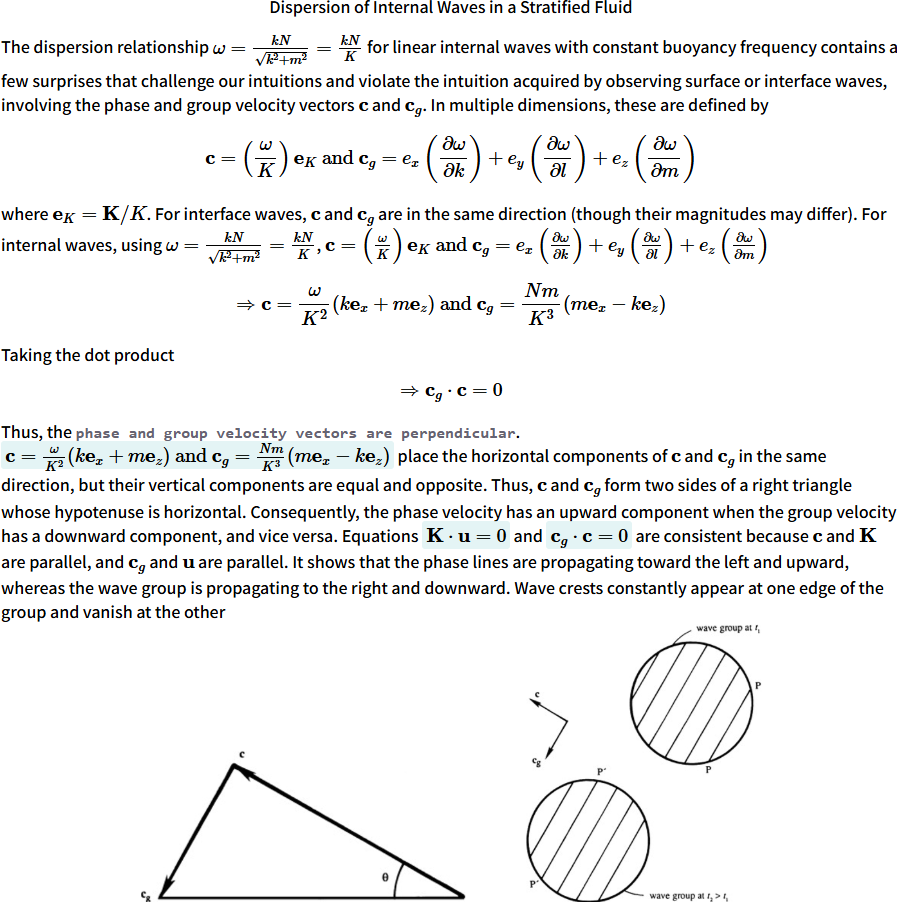 Dispersion of Internal Waves in a Stratified Fluid
The dispersion relationship $\omega = \frac{kN}{\sqrt{k^2+m^2}} = \frac{kN}{K}$ for linear internal waves with constant buoyancy frequency contains a
few surprises that challenge our intuitions and violate the intuition acquired by observing surface or interface waves,
involving the phase and group velocity vectors $\mathbf{c}$ and $\mathbf{c}_g$. In multiple dimensions, these are defined by
$\mathbf{c} = \left(\frac{\omega}{K}\right) \mathbf{e}_K \text{ and } \mathbf{c}_g = e_x \left(\frac{\partial\omega}{\partial k}\right) + e_y \left(\frac{\partial\omega}{\partial l}\right) + e_z \left(\frac{\partial\omega}{\partial m}\right)$
where $\mathbf{e}_K = \mathbf{K}/K$. For interface waves, $\mathbf{c}$ and $\mathbf{c}_g$ are in the same direction (though their magnitudes may differ). For
internal waves, using $\omega = \frac{kN}{\sqrt{k^2+m^2}} = \frac{kN}{K}, \mathbf{c} = \left(\frac{\omega}{K}\right) \mathbf{e}_K \text{ and } \mathbf{c}_g = e_x \left(\frac{\partial\omega}{\partial k}\right) + e_y \left(\frac{\partial\omega}{\partial l}\right) + e_z \left(\frac{\partial\omega}{\partial m}\right)$
$\Rightarrow \mathbf{c} = \frac{\omega}{K^2} (k\mathbf{e}_x + m\mathbf{e}_z) \text{ and } \mathbf{c}_g = \frac{Nm}{K^3} (m\mathbf{e}_x - k\mathbf{e}_z)$
Taking the dot product
$\Rightarrow \mathbf{c}_g \cdot \mathbf{c} = 0$
Thus, the phase and group velocity vectors are perpendicular.
$\mathbf{c} = \frac{\omega}{K^2} (k\mathbf{e}_x + m\mathbf{e}_z) \text{ and } \mathbf{c}_g = \frac{Nm}{K^3} (m\mathbf{e}_x - k\mathbf{e}_z)$ place the horizontal components of $\mathbf{c}$ and $\mathbf{c}_g$ in the same
direction, but their vertical components are equal and opposite. Thus, $\mathbf{c}$ and $\mathbf{c}_g$ form two sides of a right triangle
whose hypotenuse is horizontal. Consequently, the phase velocity has an upward component when the group velocity
has a downward component, and vice versa. Equations $\mathbf{K} \cdot \mathbf{u} = 0$ and $\mathbf{c}_g \cdot \mathbf{c} = 0$ are consistent because $\mathbf{c}$ and $\mathbf{K}$
are parallel, and $\mathbf{c}_g$ and $\mathbf{u}$ are parallel. It shows that the phase lines are propagating toward the left and upward,
whereas the wave group is propagating to the right and downward. Wave crests constantly appear at one edge of the
group and vanish at the other
wave group at t₁
P
c
c_g
P
P'
c
θ
P'
c_g
wave group at t₂ > t₁